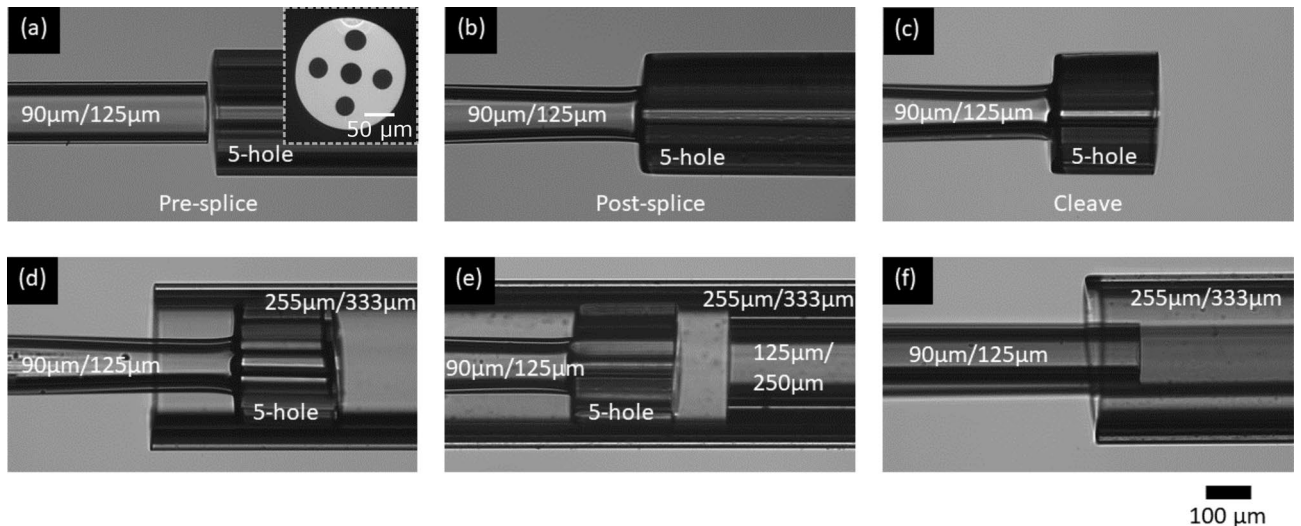 (a)
90µm/125µm
50 µm
5-hole
Pre-splice
(b)
90µm/125µm
5-hole
Post-splice
(c)
90µm/125µm
5-hole
Cleave
(d)
255µm/333µm
90µm/125µm
5-hole
(e)
255µm/333µm
90µm/125µm
125µm/
250µm
5-hole
(f)
255µm/333µm
90µm/125µm
100 µm